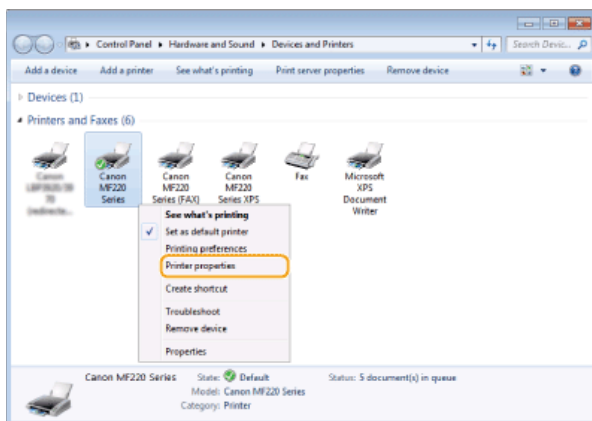 Control Panel ▸ Hardware and Sound ▸ Devices and Printers
Search Devic...
Add a device Add a printer See what's printing Print server properties Remove device
Devices (1)
Printers and Faxes (6)
Canon
MF220
Series
Canon
MF220
Series (FAX)
Canon
MF220
Series XPS
Fax
Microsoft
XPS
Document
Writer
See what's printing
Set as default printer
Printing preferences
Printer properties
Create shortcut
Troubleshoot
Remove device
Properties
Canon MF220 Series State: Default Status: 5 document(s) in queue
Model: Canon MF220 Series
Category: Printer